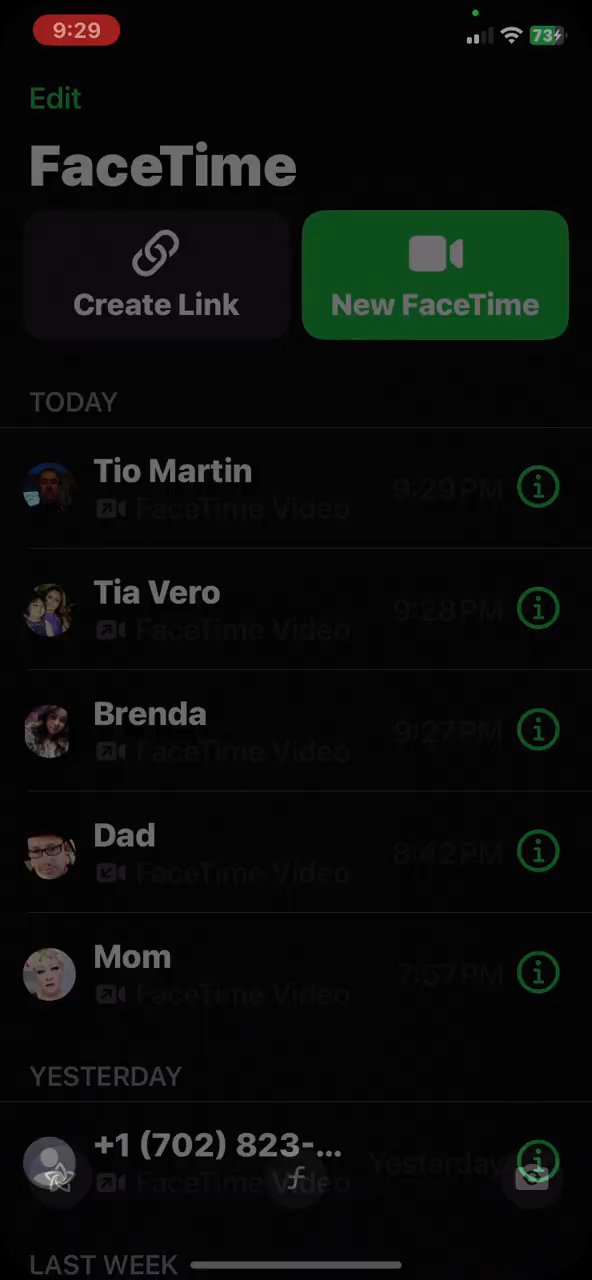 9:29
73
Edit
FaceTime
Create Link
New FaceTime
TODAY
Tio Martin
FaceTime Video
9:29 PM
Tia Vero
FaceTime Video
9:28 PM
Brenda
FaceTime Video
9:27 PM
Dad
FaceTime Video
8:42 PM
Mom
FaceTime Video
7:57 PM
YESTERDAY
+1 (702) 823-...
FaceTime Video
Yesterday
LAST WEEK